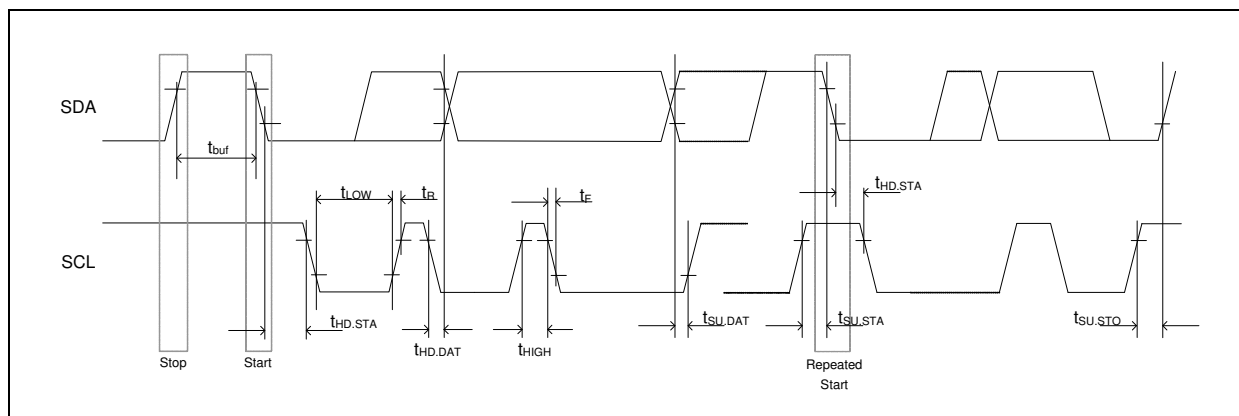 SDA
tbuf
tLOW
tR
tF
tHD.STA
SCL
tHD.STA
tHD.DAT
tHIGH
tSU.DAT
tSU.STA
tSU.STO
Stop
Start
Repeated
Start